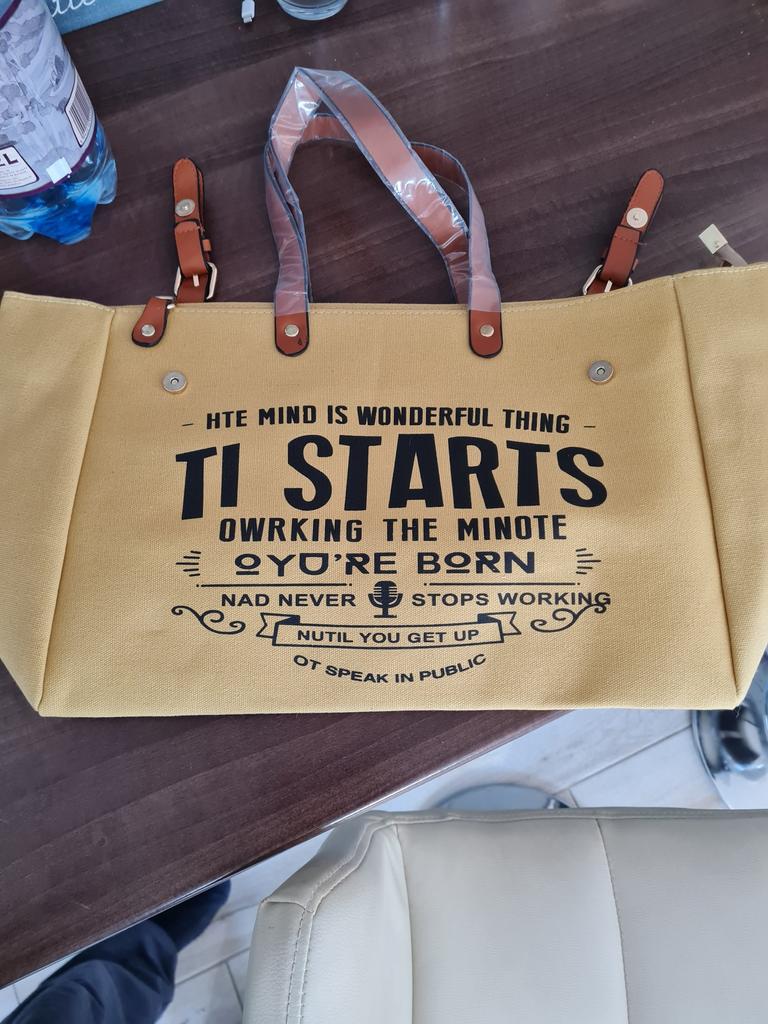 - HTE MIND IS WONDERFUL THING -
TI STARTS
OWRKING THE MINOTE
OYU'RE BORN
NAD NEVER STOPS WORKING
NUTIL YOU GET UP
OT SPEAK IN PUBLIC